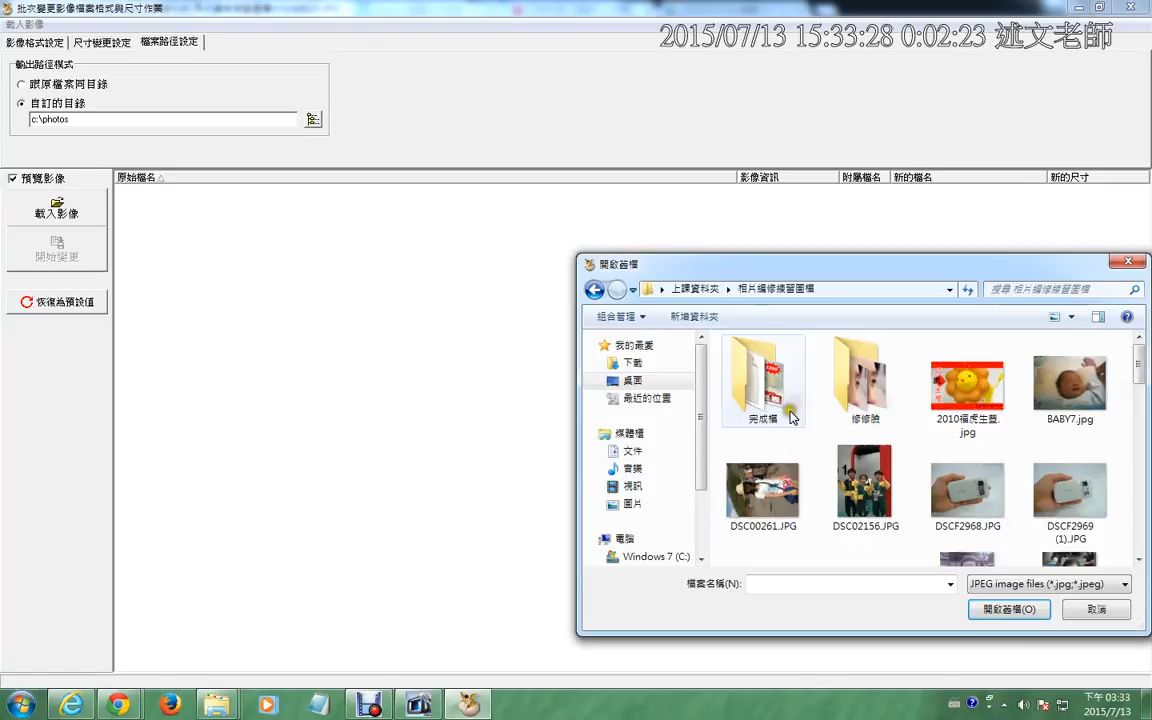 批次變更影像檔案格式與尺寸作業
載入影像
2015/07/13 15:33:28 0:02:23 述文老師
影像格式設定 尺寸變更設定 檔案路徑設定
輸出路徑模式
跟原檔案同目錄
自訂的目錄
c:\photos
預覽影像
載入影像
開始變更
恢復為預設值
原始檔名 影像資訊 附屬檔名 新的檔名 新的尺寸
開啟舊檔
上課資料夾 相片編修練習圖檔
搜尋 相片編修練習圖檔
組合管理 新增資料夾
我的最愛
下載
桌面
最近的位置
媒體櫃
文件
音樂
視訊
圖片
電腦
Windows 7 (C:)
完成檔
修修臉
2010福虎生豐.jpg
BABY7.jpg
DSC00261.JPG
DSC02156.JPG
DSCF2968.JPG
DSCF2969 (1).JPG
檔案名稱(N):
JPEG image files (*.jpg;*.jpeg)
開啟舊檔(O)
取消
下午 03:33
2015/7/13